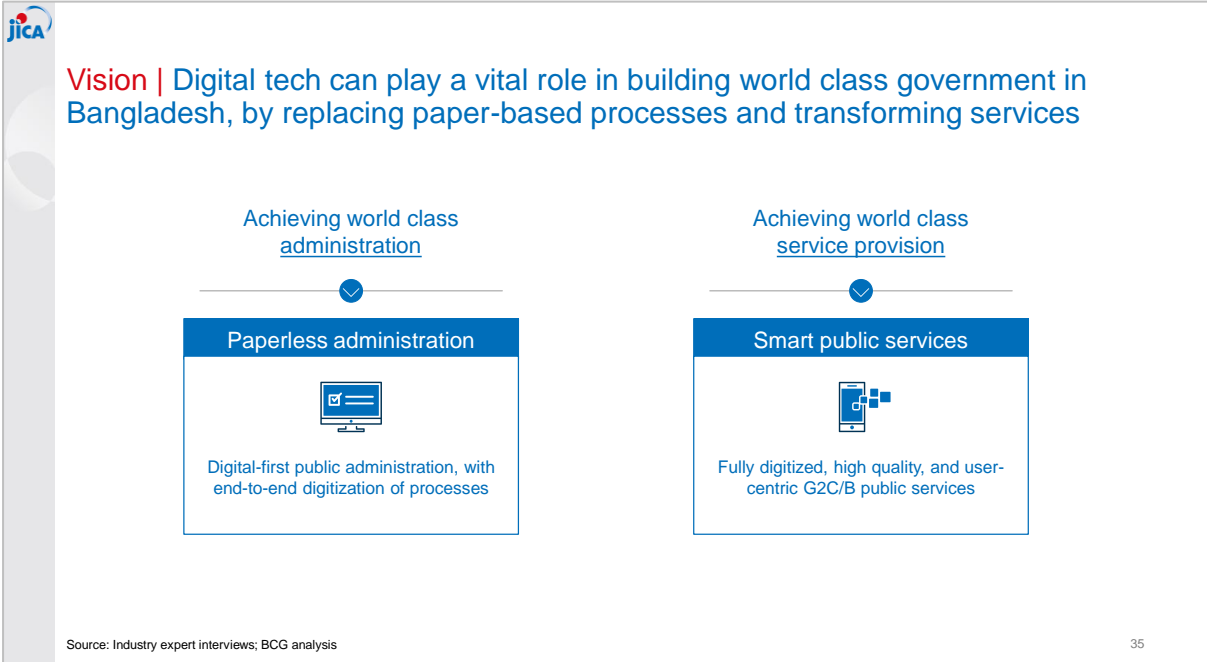 jica
Vision | Digital tech can play a vital role in building world class government in
Bangladesh, by replacing paper-based processes and transforming services
Achieving world class
administration
Paperless administration
Digital-first public administration, with
end-to-end digitization of processes
Achieving world class
service provision
Smart public services
Fully digitized, high quality, and user-
centric G2C/B public services
Source: Industry expert interviews; BCG analysis
35